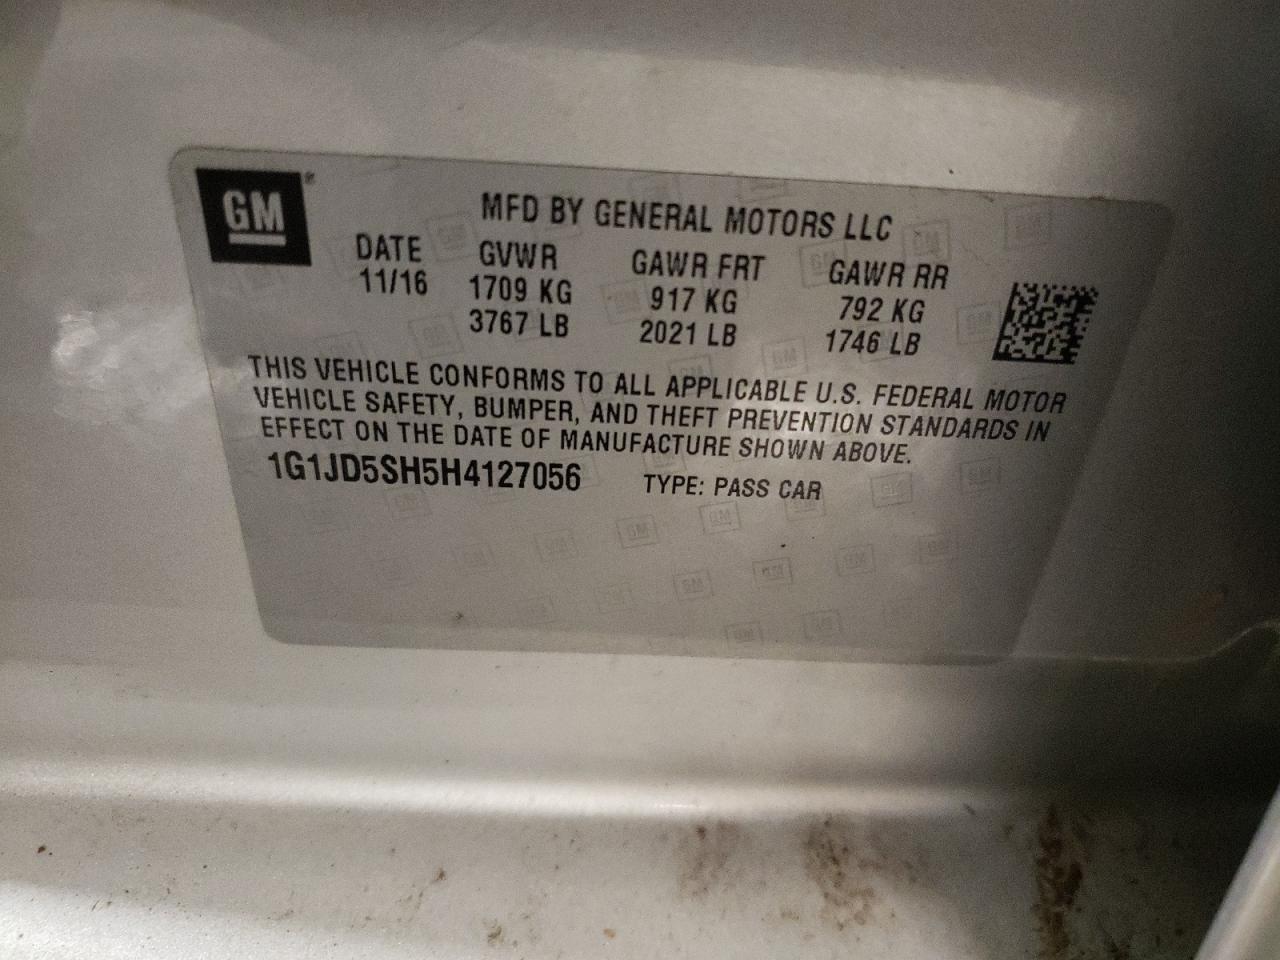 GM®
MFD BY GENERAL MOTORS LLC
DATE GVWR GAWR FRT GAWR RR
11/16 1709 KG 917 KG 792 KG
3767 LB 2021 LB 1746 LB
THIS VEHICLE CONFORMS TO ALL APPLICABLE U.S. FEDERAL MOTOR
VEHICLE SAFETY, BUMPER, AND THEFT PREVENTION STANDARDS IN
EFFECT ON THE DATE OF MANUFACTURE SHOWN ABOVE.
1G1JD5SH5H4127056 TYPE: PASS CAR